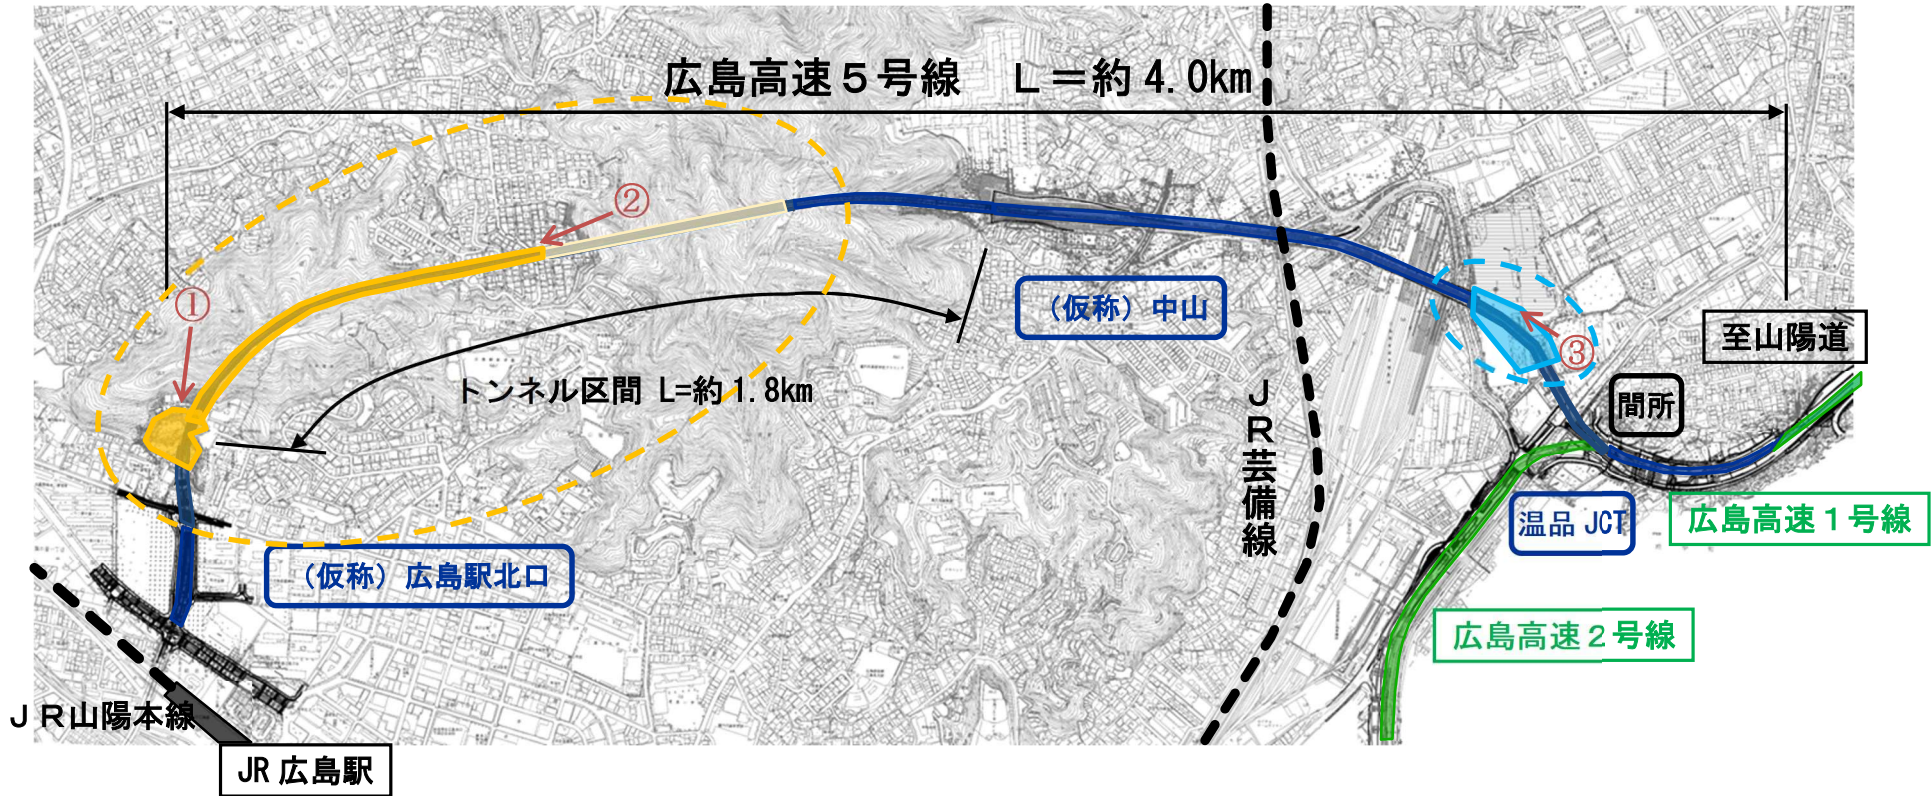 広島高速５号線 Ｌ＝約4.0km
②
①
(仮称)中山
至山陽道
③
トンネル区間 L=約1.8km
ＪＲ芸備線
間所
温品 JCT
広島高速１号線
(仮称)広島駅北口
広島高速２号線
ＪＲ山陽本線
JR 広島駅